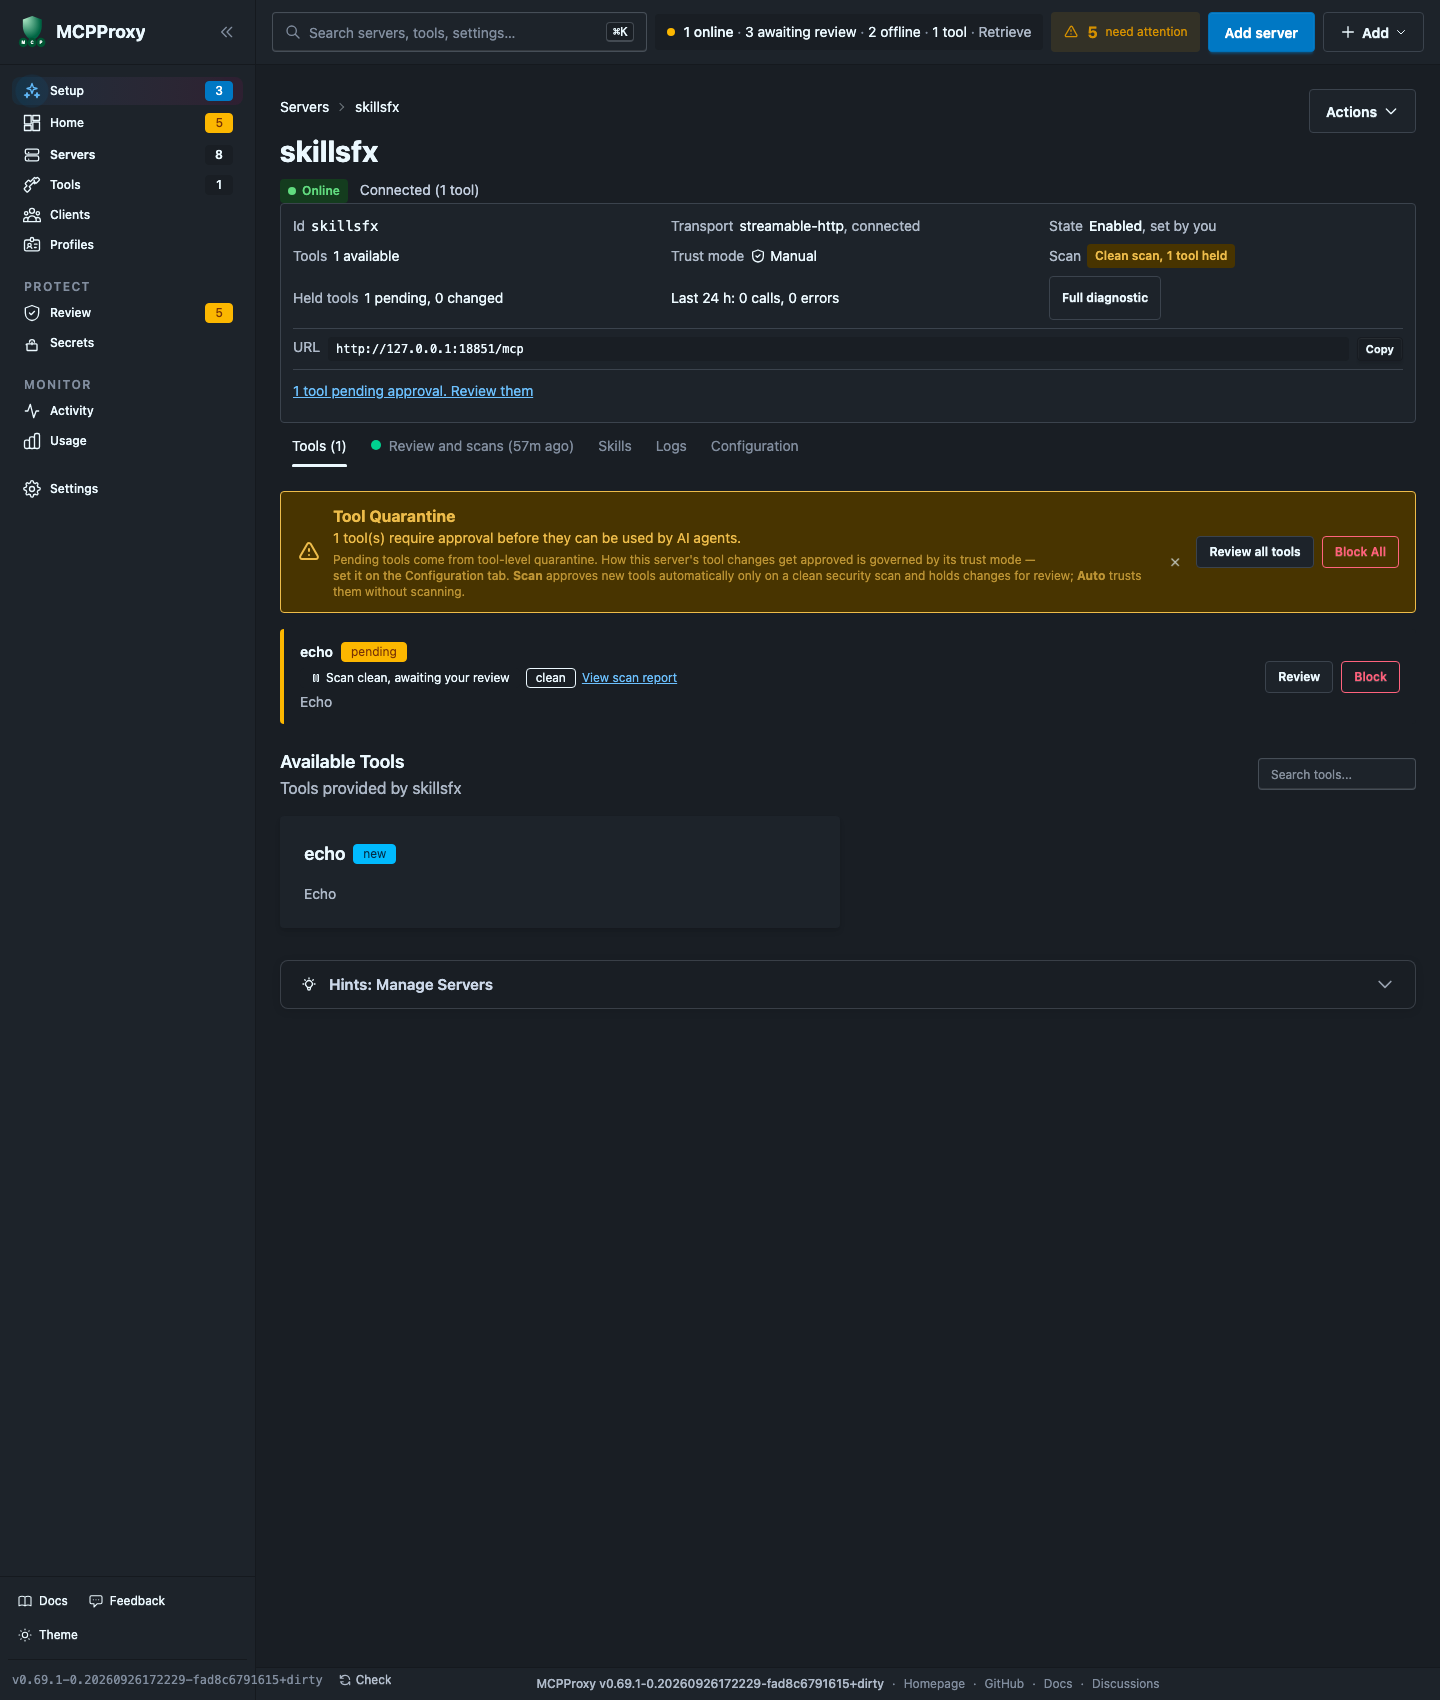 MCPProxy
Search servers, tools, settings...
⌘K
1 online · 3 awaiting review · 2 offline · 1 tool · Retrieve
5 need attention
Add server
Add
Setup 3
Home 5
Servers 8
Tools 1
Clients
Profiles
PROTECT
Review 5
Secrets
MONITOR
Activity
Usage
Settings
Servers > skillsfx
Actions
skillsfx
Online Connected (1 tool)
Id skillsfx
Transport streamable-http, connected
State Enabled, set by you
Tools 1 available
Trust mode Manual
Scan Clean scan, 1 tool held
Held tools 1 pending, 0 changed
Last 24 h: 0 calls, 0 errors
Full diagnostic
URL http://127.0.0.1:18851/mcp Copy
1 tool pending approval. Review them
Tools (1) Review and scans (57m ago) Skills Logs Configuration
Tool Quarantine
1 tool(s) require approval before they can be used by AI agents.
Pending tools come from tool-level quarantine. How this server's tool changes get approved is governed by its trust mode —
set it on the Configuration tab. Scan approves new tools automatically only on a clean security scan and holds changes for review; Auto trusts
them without scanning.
Review all tools
Block All
echo pending
Scan clean, awaiting your review clean View scan report
Echo
Review
Block
Available Tools
Tools provided by skillsfx
Search tools...
echo new
Echo
Hints: Manage Servers
Docs Feedback
Theme
v0.69.1-0.20260926172229-fad8c6791615+dirty Check
MCPProxy v0.69.1-0.20260926172229-fad8c6791615+dirty · Homepage · GitHub · Docs · Discussions